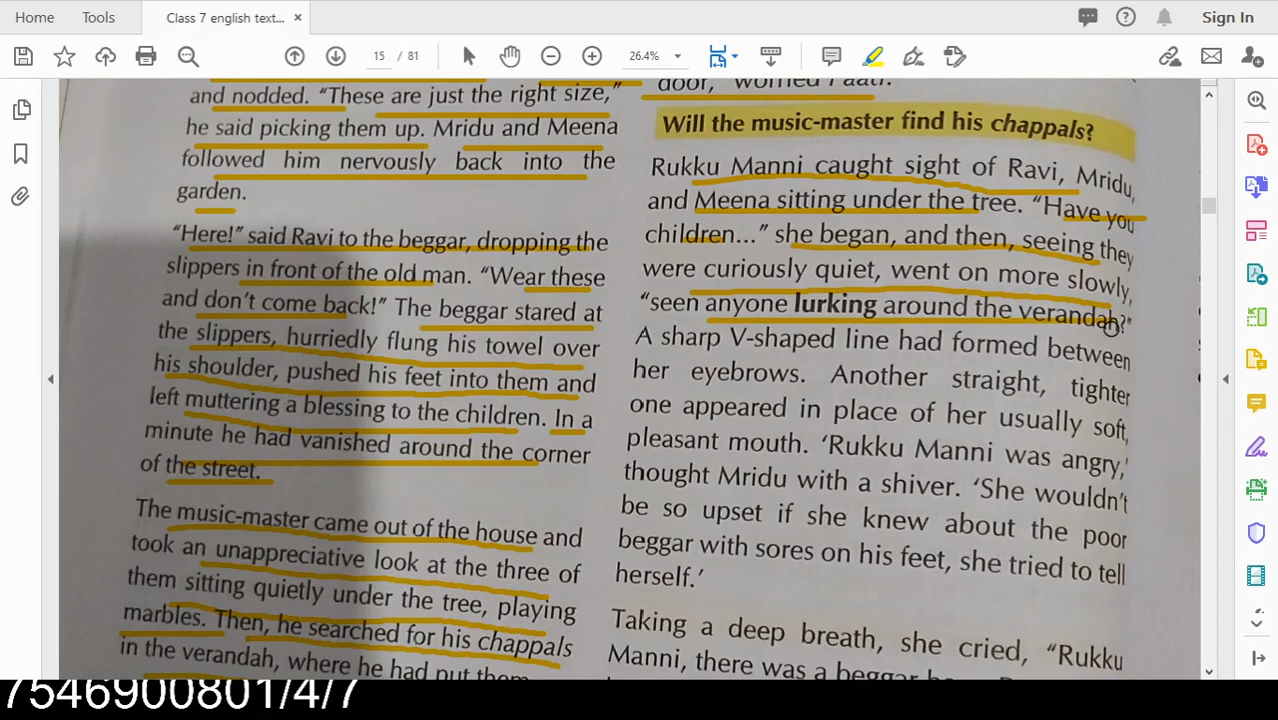 Home
Tools
Class 7 english text...
×
Sign In
15 / 81
26.4%
and nodded. “These are just the right size,”
he said picking them up. Mridu and Meena
followed him nervously back into the
garden.
“Here!” said Ravi to the beggar, dropping the
slippers in front of the old man. “Wear these
and don’t come back!” The beggar stared at
the slippers, hurriedly flung his towel over
his shoulder, pushed his feet into them and
left muttering a blessing to the children. In a
minute he had vanished around the corner
of the street.
The music-master came out of the house and
took an unappreciative look at the three of
them sitting quietly under the tree, playing
marbles. Then, he searched for his chappals
in the verandah, where he had put them
door,” worried Paati.
Will the music-master find his chappals?
Rukku Manni caught sight of Ravi, Mridu,
and Meena sitting under the tree. “Have you
children...” she began, and then, seeing they
were curiously quiet, went on more slowly,
“seen anyone lurking around the verandah?”
A sharp V-shaped line had formed between
her eyebrows. Another straight, tighter
one appeared in place of her usually soft,
pleasant mouth. ‘Rukku Manni was angry,’
thought Mridu with a shiver. ‘She wouldn’t
be so upset if she knew about the poor
beggar with sores on his feet, she tried to tell
herself.’
Taking a deep breath, she cried, “Rukku
Manni, there was a beggar
7546900801/4/7